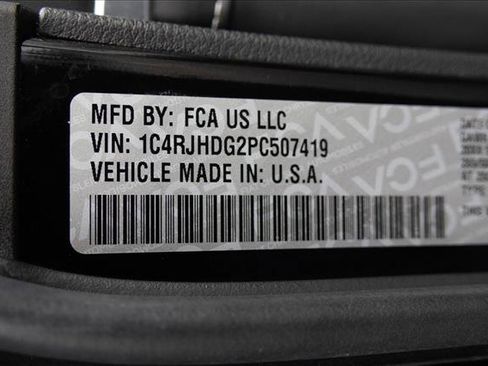 MFD BY: FCA US LLC
VIN: 1C4RJHDG2PC507419
VEHICLE MADE IN: U.S.A.